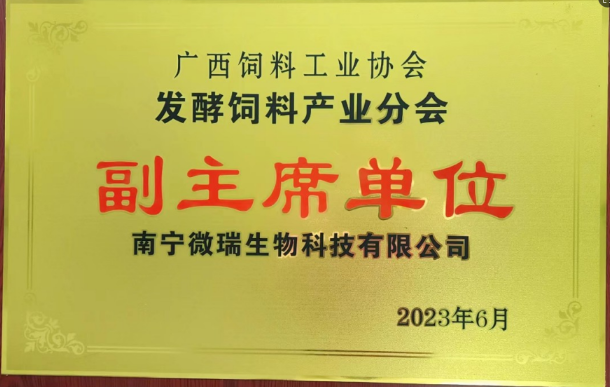 广西饲料工业协会
发酵饲料产业分会
副主席单位
南宁微瑞生物科技有限公司
2023年6月